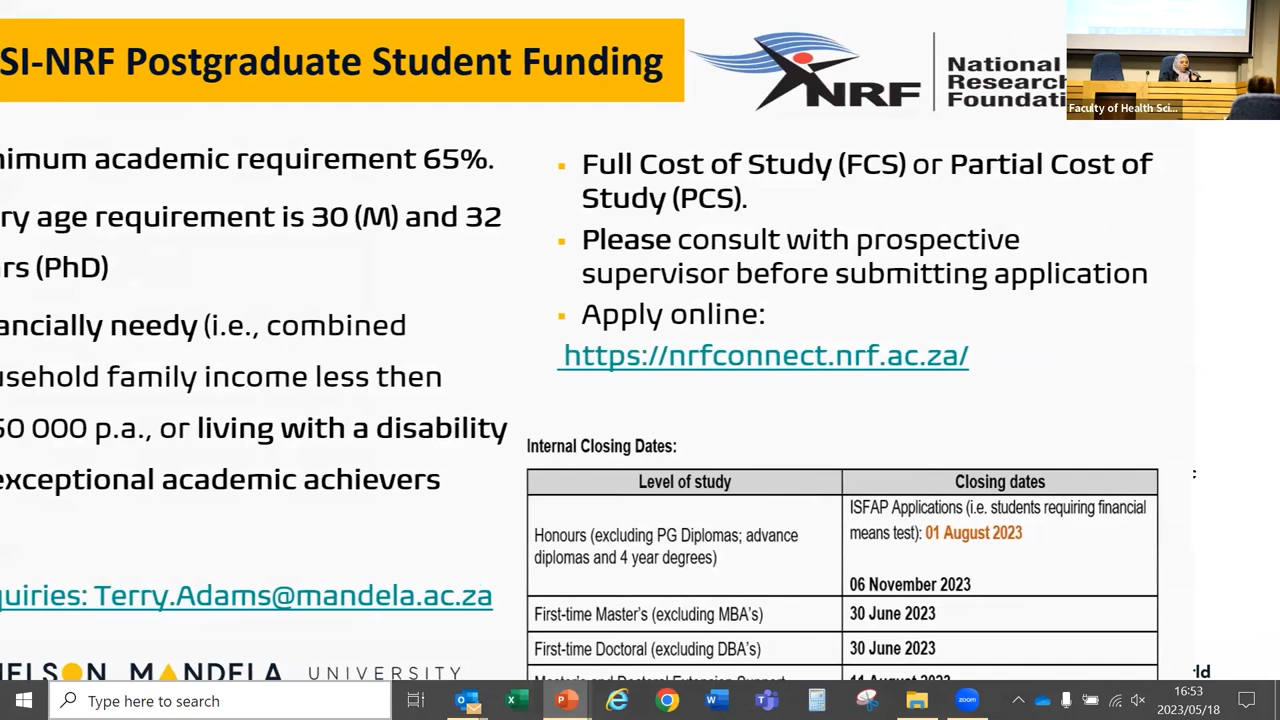 SI-NRF Postgraduate Student Funding
NRF
National
Research
Foundati
Faculty of Health Sci...
nimum academic requirement 65%.
ry age requirement is 30 (M) and 32
rs (PhD)
ancially needy (i.e., combined
usehold family income less then
50 000 p.a., or living with a disability
exceptional academic achievers
quiries: Terry.Adams@mandela.ac.za
▪ Full Cost of Study (FCS) or Partial Cost of
Study (PCS).
▪ Please consult with prospective
supervisor before submitting application
▪ Apply online:
https://nrfconnect.nrf.ac.za/
Internal Closing Dates:
Level of study Closing dates
Honours (excluding PG Diplomas; advance
diplomas and 4 year degrees)
ISFAP Applications (i.e. students requiring financial
means test): 01 August 2023
06 November 2023
First-time Master's (excluding MBA's) 30 June 2023
First-time Doctoral (excluding DBA's) 30 June 2023
NELSON MANDELA UNIVERSITY
Type here to search
16:53
2023/05/18